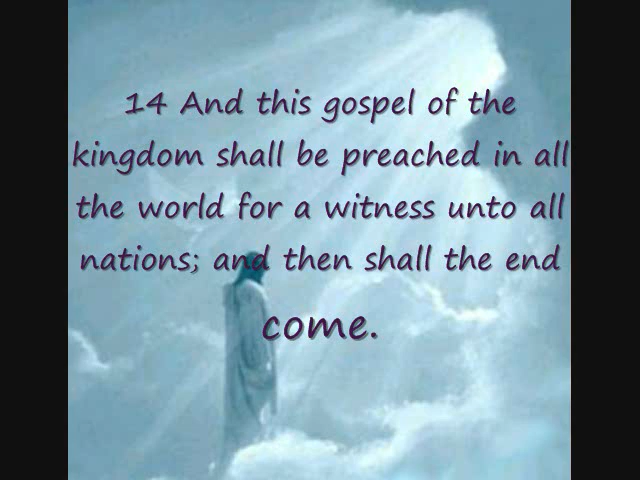 14 And this gospel of the
kingdom shall be preached in all
the world for a witness unto all
nations; and then shall the end
come.